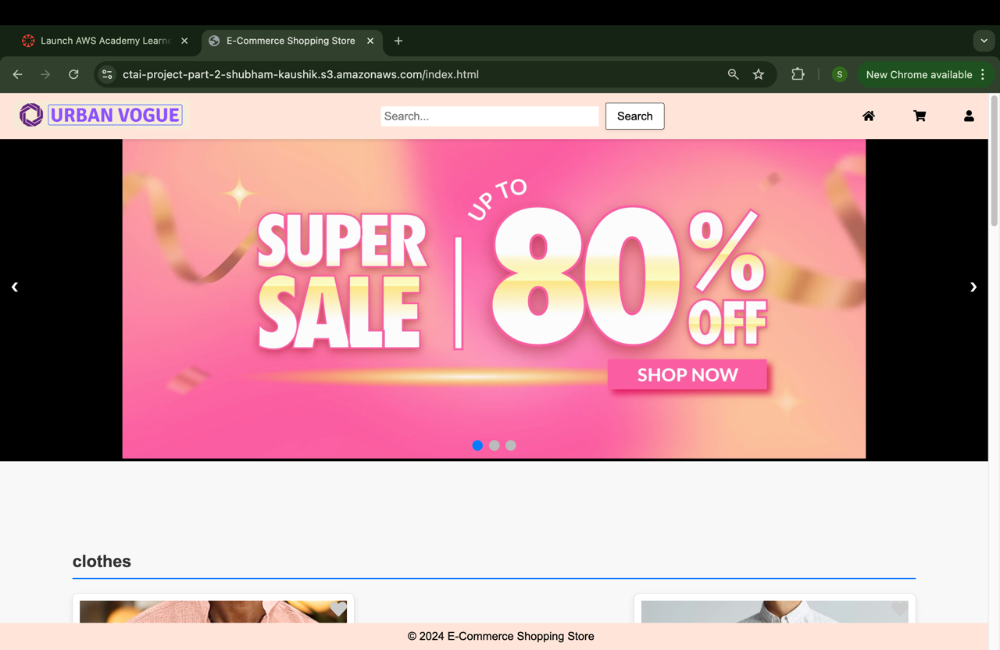 Launch AWS Academy Learne
E-Commerce Shopping Store
ctai-project-part-2-shubham-kaushik.s3.amazonaws.com/index.html
S
New Chrome available
URBAN VOGUE
Search...
Search
UP TO
SUPER
SALE
80%
OFF
SHOP NOW
clothes
© 2024 E-Commerce Shopping Store